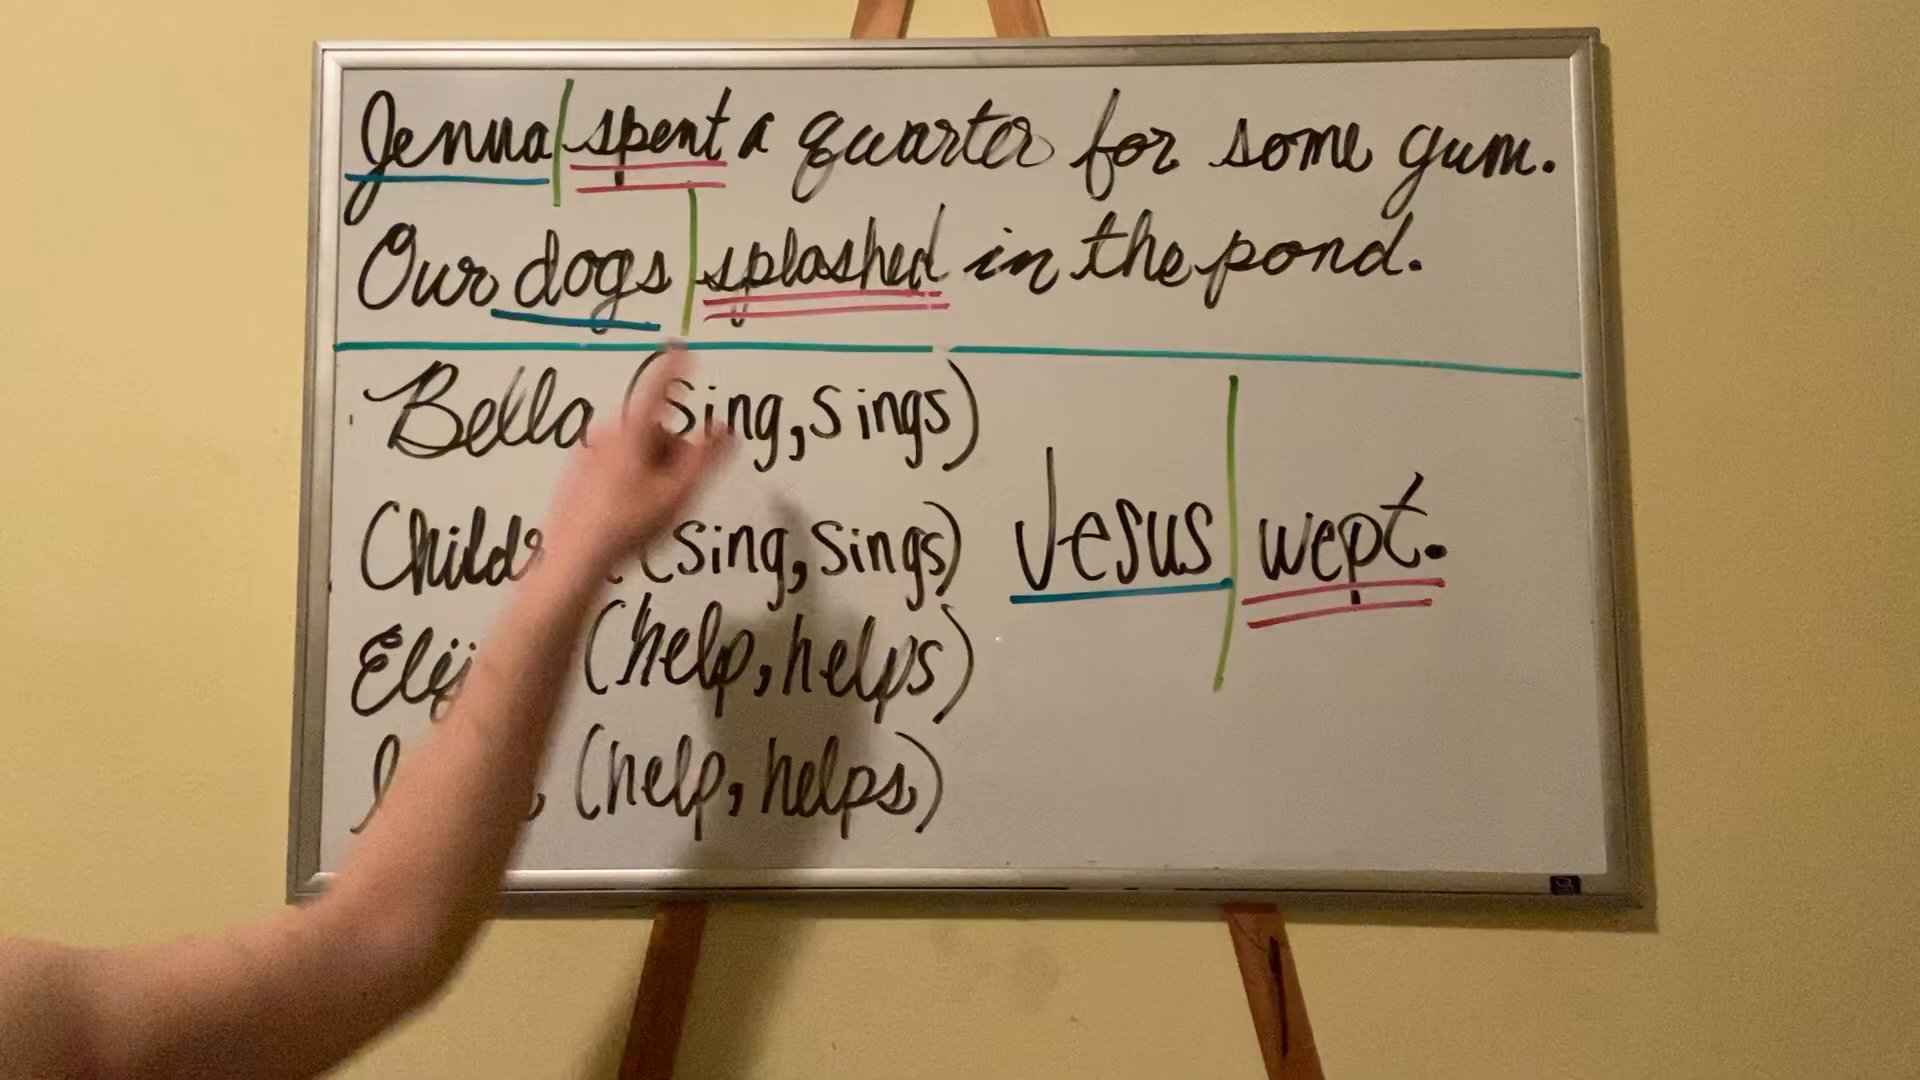 Jenna spent a quarter for some gum.
Our dogs splashed in the pond.
Bella (sing, sings)
(sing, sings)
(help, helps)
(help, helps)
Jesus wept.